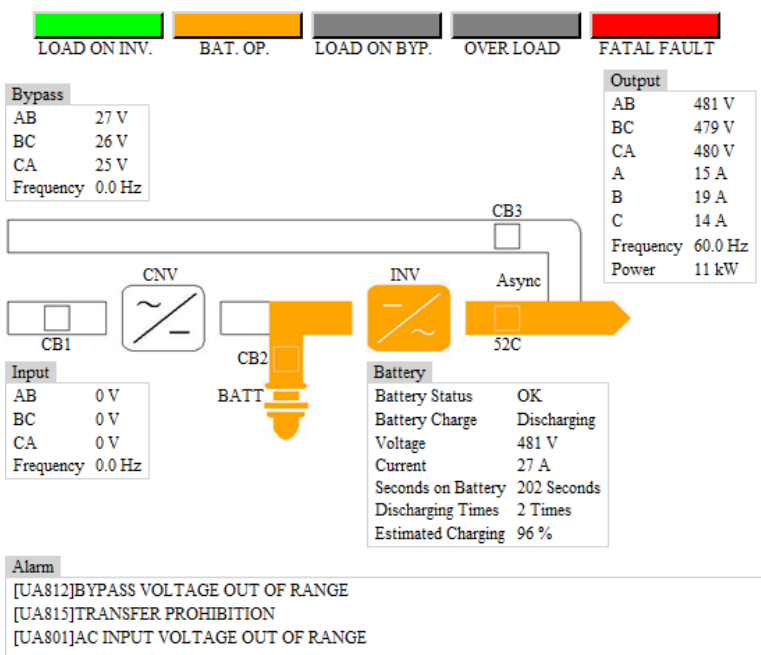 LOAD ON INV. BAT. OP. LOAD ON BYP. OVER LOAD FATAL FAULT
Bypass
AB 27 V
BC 26 V
CA 25 V
Frequency 0.0 Hz
Output
AB 481 V
BC 479 V
CA 480 V
A 15 A
B 19 A
C 14 A
Frequency 60.0 Hz
Power 11 kW
CB3
CNV INV Async
CB1 CB2 52C
BATT
Input
AB 0 V
BC 0 V
CA 0 V
Frequency 0.0 Hz
Battery
Battery Status OK
Battery Charge Discharging
Voltage 481 V
Current 27 A
Seconds on Battery 202 Seconds
Discharging Times 2 Times
Estimated Charging 96 %
Alarm
[UA812]BYPASS VOLTAGE OUT OF RANGE
[UA815]TRANSFER PROHIBITION
[UA801]AC INPUT VOLTAGE OUT OF RANGE